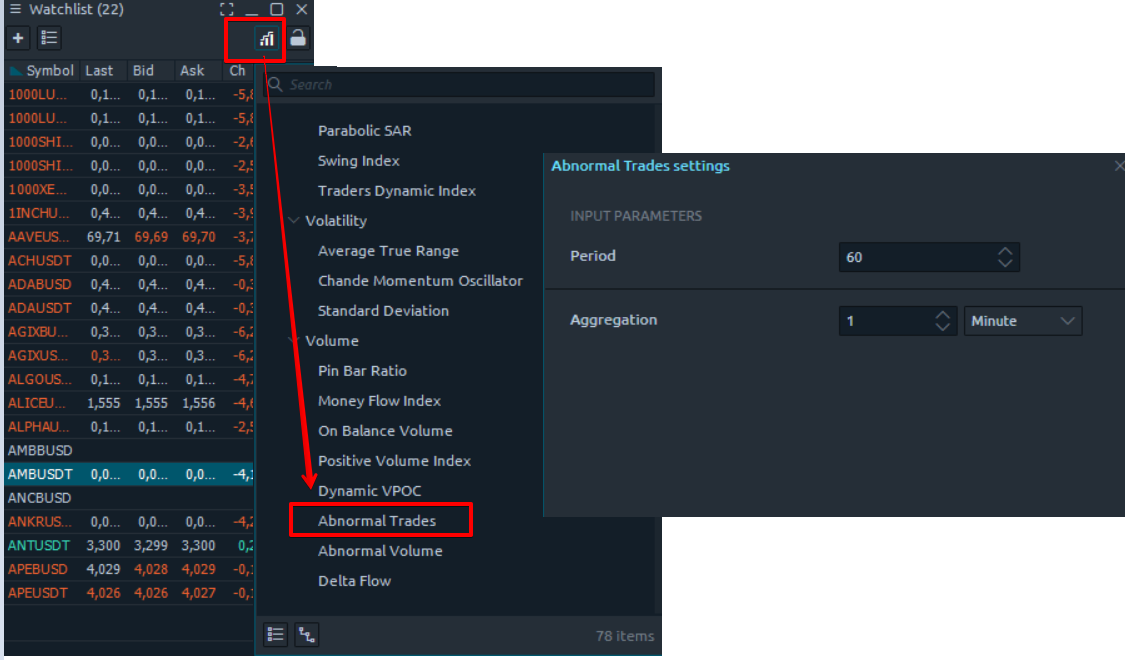 Watchlist (22)
Symbol Last Bid Ask Ch
1000LU... 0,1... 0,1... 0,1... -5,8
1000LU... 0,1... 0,1... 0,1... -5,8
1000SHI... 0,0... 0,0... 0,0... -2,6
1000SHI... 0,0... 0,0... 0,0... -2,5
1000XE... 0,0... 0,0... 0,0... -3,5
1INCHU... 0,4... 0,4... 0,4... -3,9
AAVEUS... 69,71 69,69 69,70 -3,7
ACHUSDT 0,0... 0,0... 0,0... -5,8
ADABUSD 0,4... 0,4... 0,4... -0,3
ADAUSDT 0,4... 0,4... 0,4... -0,3
AGIXBU... 0,3... 0,3... 0,3... -6,2
AGIXUS... 0,3... 0,3... 0,3... -6,2
ALGOUS... 0,1... 0,1... 0,1... -4,7
ALICEU... 1,555 1,555 1,556 -4,6
ALPHAU... 0,1... 0,1... 0,1... -2,5
AMBBUSD
AMBUSDT 0,0... 0,0... 0,0... -4,1
ANCBUSD
ANKRUS... 0,0... 0,0... 0,0... -4,2
ANTUSDT 3,300 3,299 3,300 0,2
APEBUSD 4,029 4,028 4,029 -0,1
APEUSDT 4,026 4,026 4,027 -0,1
Search
Parabolic SAR
Swing Index
Traders Dynamic Index
Volatility
Average True Range
Chande Momentum Oscillator
Standard Deviation
Volume
Pin Bar Ratio
Money Flow Index
On Balance Volume
Positive Volume Index
Dynamic VPOC
Abnormal Trades
Abnormal Volume
Delta Flow
78 items
Abnormal Trades settings
INPUT PARAMETERS
Period 60
Aggregation 1 Minute